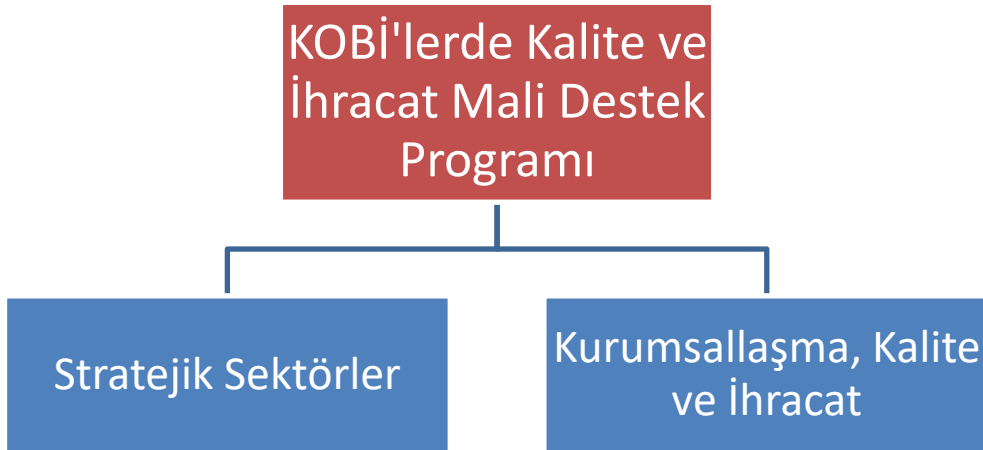 KOBİ'lerde Kalite ve
İhracat Mali Destek
Programı
Stratejik Sektörler
Kurumsallaşma, Kalite
ve İhracat